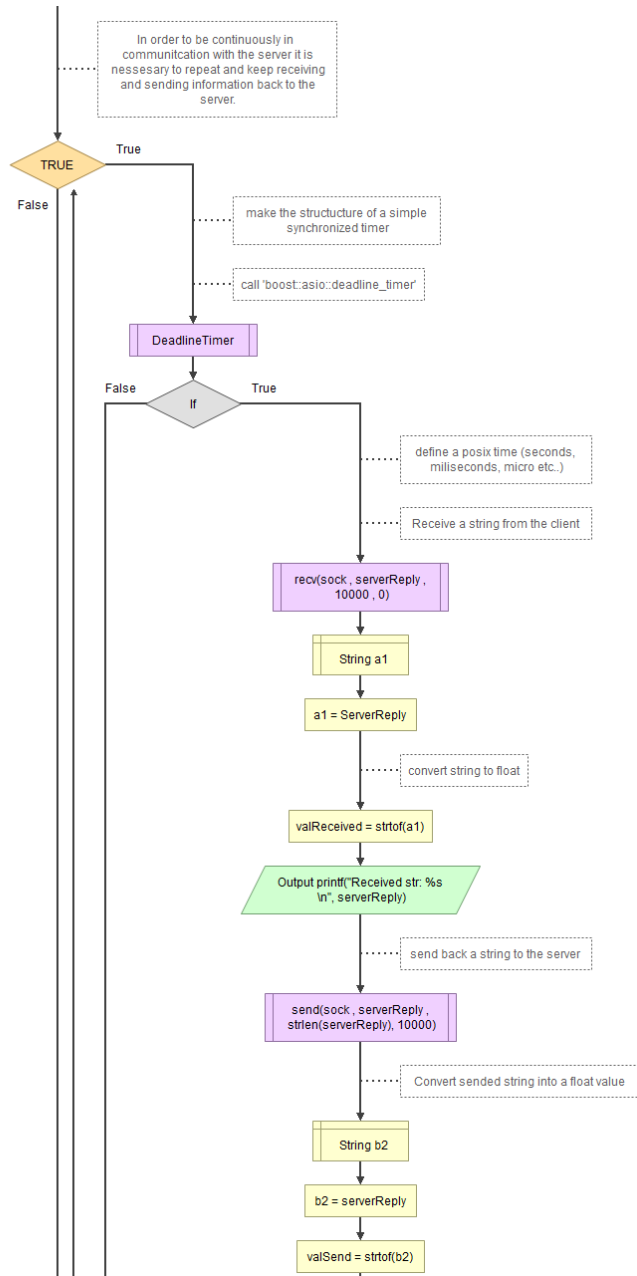 In order to be continuously in
communitcation with the server it is
nessesary to repeat and keep receiving
and sending information back to the
server.
TRUE
True
False
make the structucture of a simple
synchronized timer
call 'boost::asio::deadline_timer'
DeadlineTimer
False
True
If
define a posix time (seconds,
miliseconds, micro etc..)
Receive a string from the client
recv(sock , serverReply ,
10000 , 0)
String a1
a1 = ServerReply
convert string to float
valReceived = strtof(a1)
Output printf("Received str: %s
\n", serverReply)
send back a string to the server
send(sock , serverReply ,
strlen(serverReply), 10000)
Convert sended string into a float value
String b2
b2 = serverReply
valSend = strtof(b2)